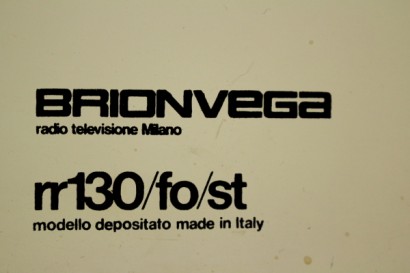 BRIONVEGA
radio televisione Milano
rr130/fo/st
modello depositato made in Italy